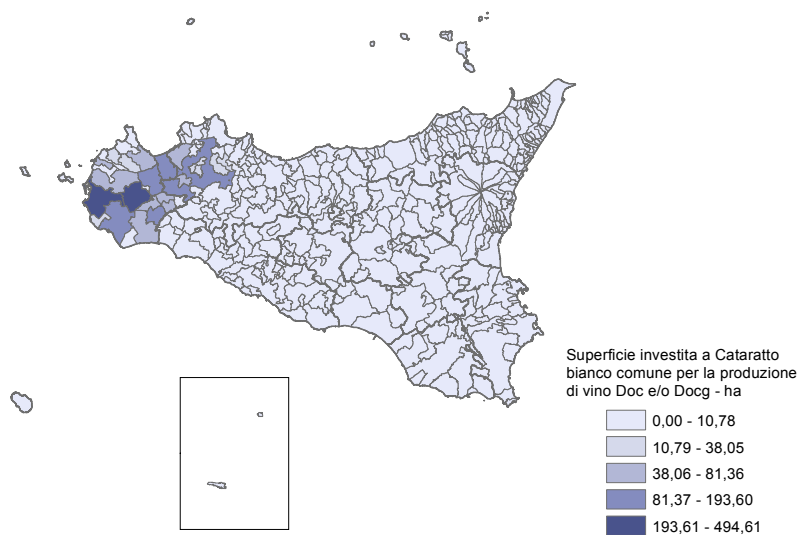 Superficie investita a Cataratto
bianco comune per la produzione
di vino Doc e/o Docg - ha
0,00 - 10,78
10,79 - 38,05
38,06 - 81,36
81,37 - 193,60
193,61 - 494,61